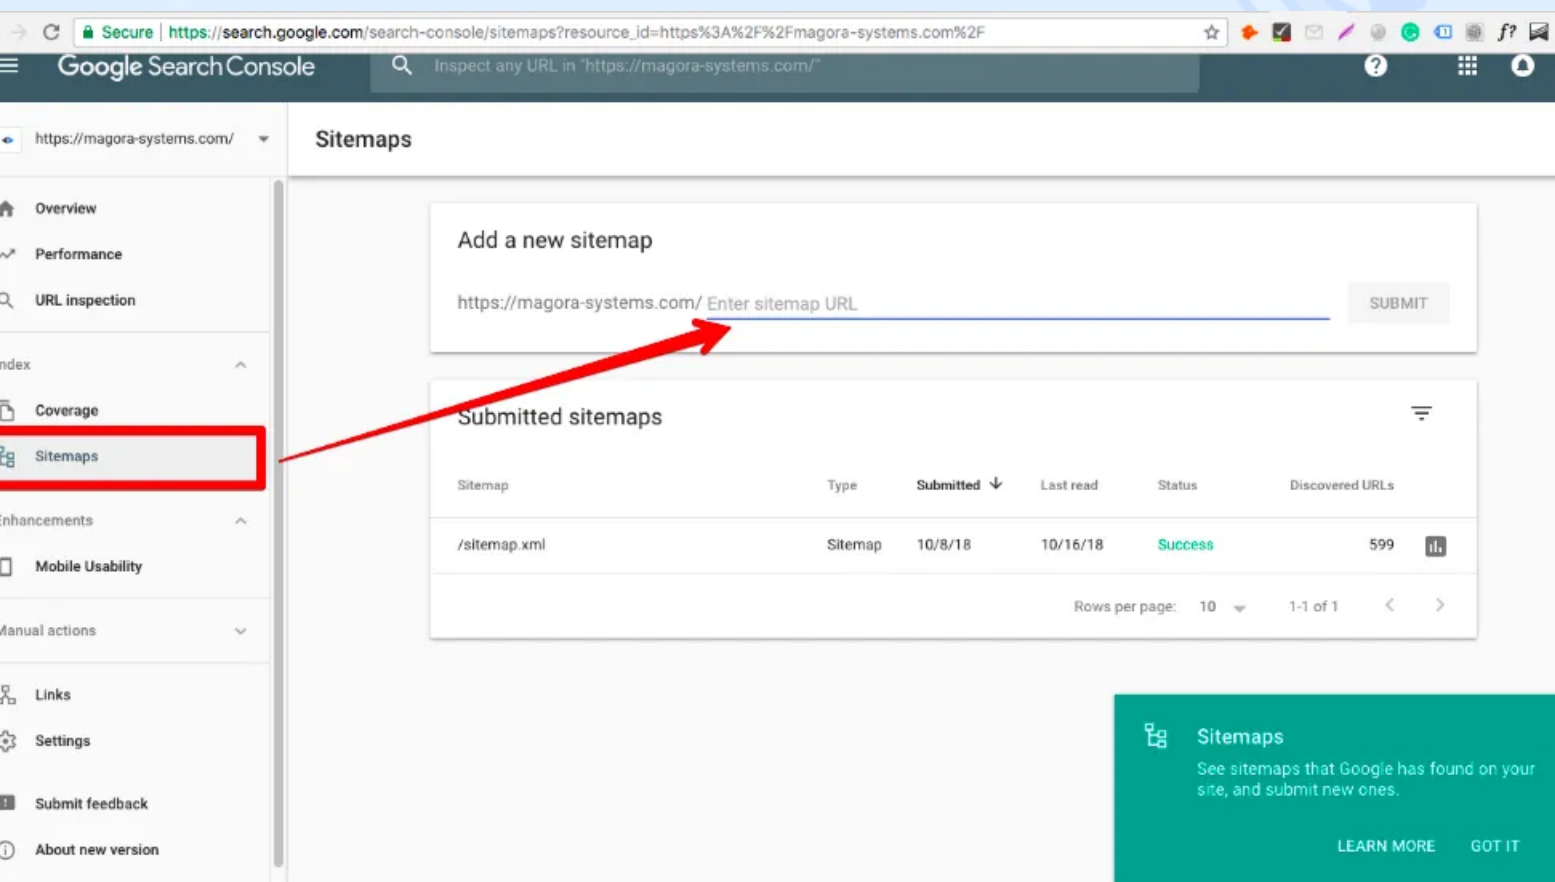 Secure | https://search.google.com/search-console/sitemaps?resource_id=https%3A%2F%2Fmagora-systems.com%2F
f?
Google Search Console
Inspect any URL in "https://magora-systems.com/"
https://magora-systems.com/
Sitemaps
Overview
Performance
URL inspection
ndex
Coverage
Sitemaps
Enhancements
Mobile Usability
Manual actions
Links
Settings
Submit feedback
About new version
Add a new sitemap
https://magora-systems.com/ Enter sitemap URL
SUBMIT
Submitted sitemaps
Sitemap Type Submitted Last read Status Discovered URLs
/sitemap.xml Sitemap 10/8/18 10/16/18 Success 599
Rows per page: 10 1-1 of 1
Sitemaps
See sitemaps that Google has found on your
site, and submit new ones.
LEARN MORE GOT IT